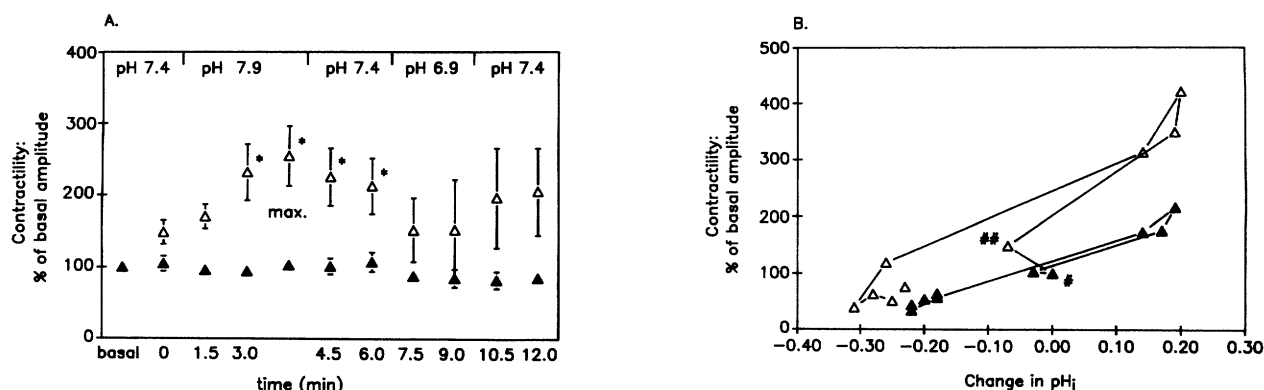 A.
Contractility:
% of basal amplitude
400
300
200
100
0
pH 7.4
pH 7.9
pH 7.4
pH 6.9
pH 7.4
*
*
*
*
max.
basal
0
1.5
3.0
4.5
6.0
7.5
9.0
10.5
12.0
time (min)
B.
Contractility:
% of basal amplitude
500
400
300
200
100
0
##
#
−0.40
−0.30
−0.20
−0.10
0.00
0.10
0.20
0.30
Change in pHi